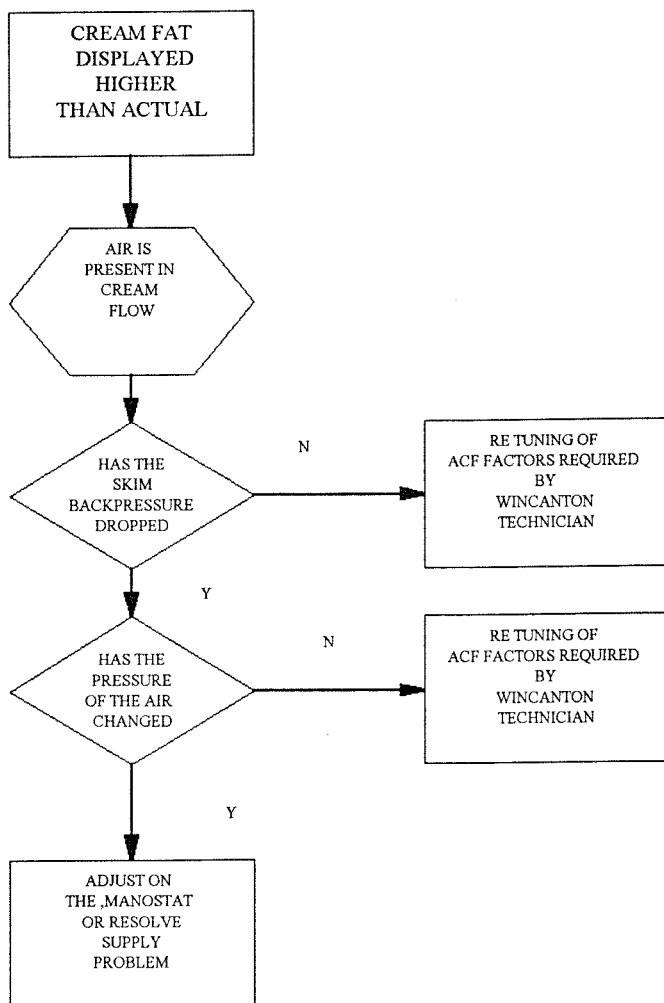 CREAM FAT
DISPLAYED
HIGHER
THAN ACTUAL
AIR IS
PRESENT IN
CREAM
FLOW
HAS THE
SKIM
BACKPRESSURE
DROPPED
N
RE TUNING OF
ACF FACTORS REQUIRED
BY
WINCANTON
TECHNICIAN
Y
HAS THE
PRESSURE
OF THE AIR
CHANGED
N
RE TUNING OF
ACF FACTORS REQUIRED
BY
WINCANTON
TECHNICIAN
Y
ADJUST ON
THE ,MANOSTAT
OR RESOLVE
SUPPLY
PROBLEM